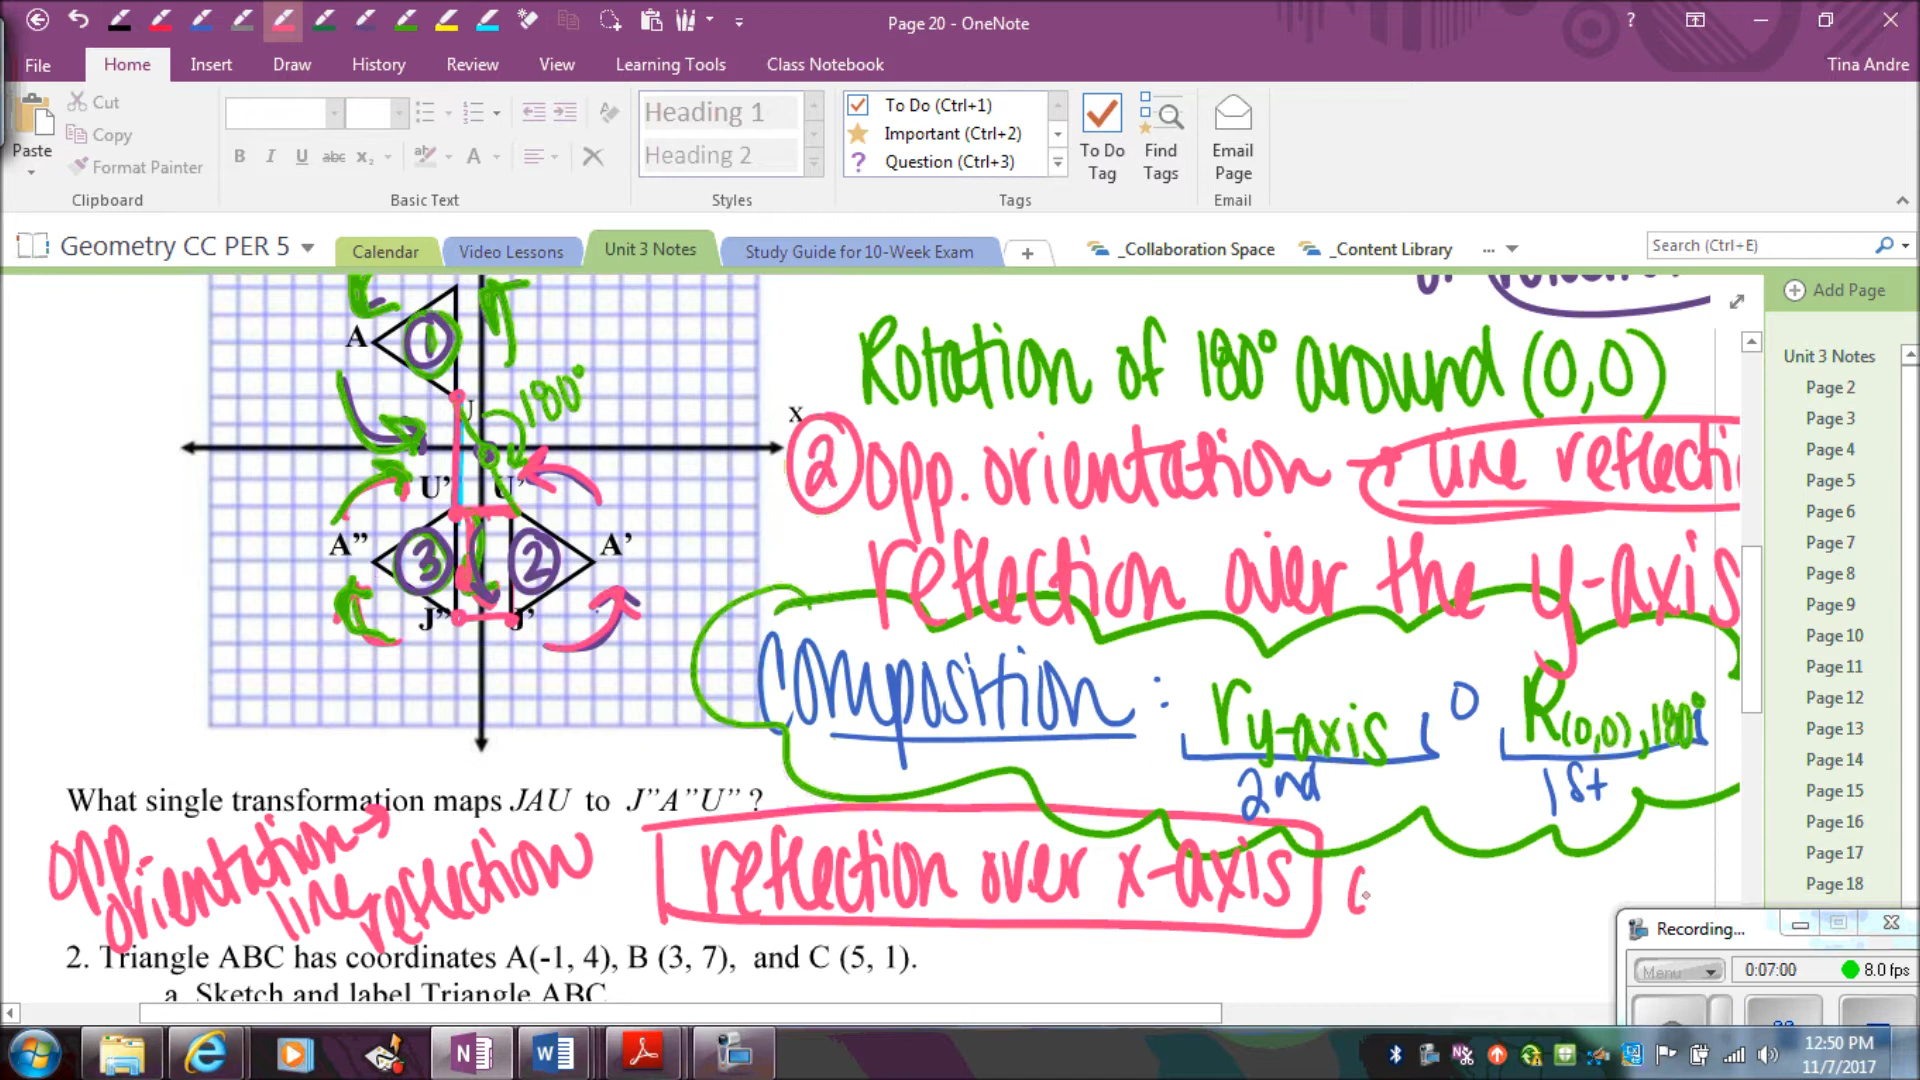 Page 20 - OneNote
?
File
Home
Insert
Draw
History
Review
View
Learning Tools
Class Notebook
Tina Andre
Paste
Cut
Copy
Format Painter
B I U abc x₂
A
Heading 1
Heading 2
To Do (Ctrl+1)
Important (Ctrl+2)
Question (Ctrl+3)
To Do Tag
Find Tags
Email Page
Clipboard
Basic Text
Styles
Tags
Email
Geometry CC PER 5
Calendar
Video Lessons
Unit 3 Notes
Study Guide for 10-Week Exam
+
_Collaboration Space
_Content Library
...
Search (Ctrl+E)
Add Page
Unit 3 Notes
Page 2
Page 3
Page 4
Page 5
Page 6
Page 7
Page 8
Page 9
Page 10
Page 11
Page 12
Page 13
Page 14
Page 15
Page 16
Page 17
Page 18
A
1
U
180°
x
U"
U'
A"
3
2
A'
J"
J'
Rotation of 180° around (0,0)
2 opp. orientation → line reflecti
reflection over the y-axis
Composition : r y-axis ∘ R (0,0), 180°
2nd
1st
What single transformation maps JAU to J”A”U” ?
opp. orientation →
line reflection
reflection over x-axis
2. Triangle ABC has coordinates A(-1, 4), B (3, 7), and C (5, 1).
a. Sketch and label Triangle ABC
Recording...
Menu
0:07:00
8.0 fps
12:50 PM
11/7/2017